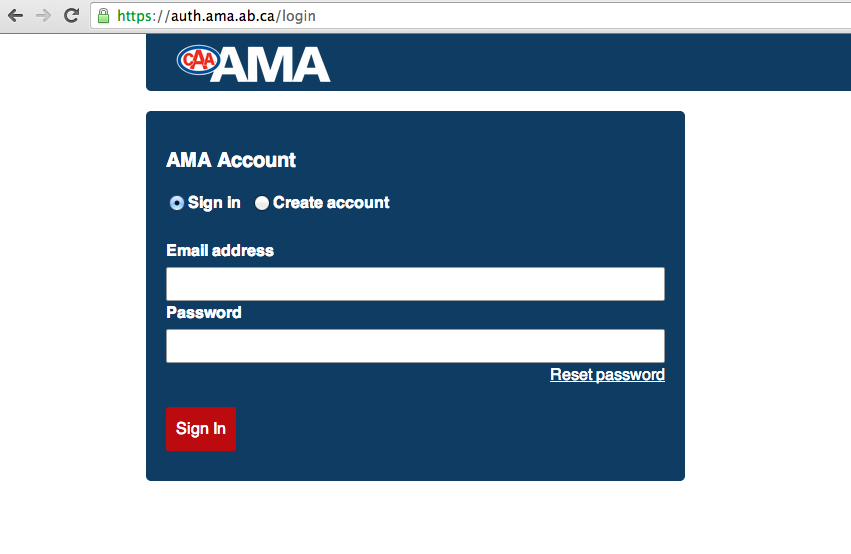 https://auth.ama.ab.ca/login
CAA AMA
AMA Account
Sign in Create account
Email address
Password
Reset password
Sign In